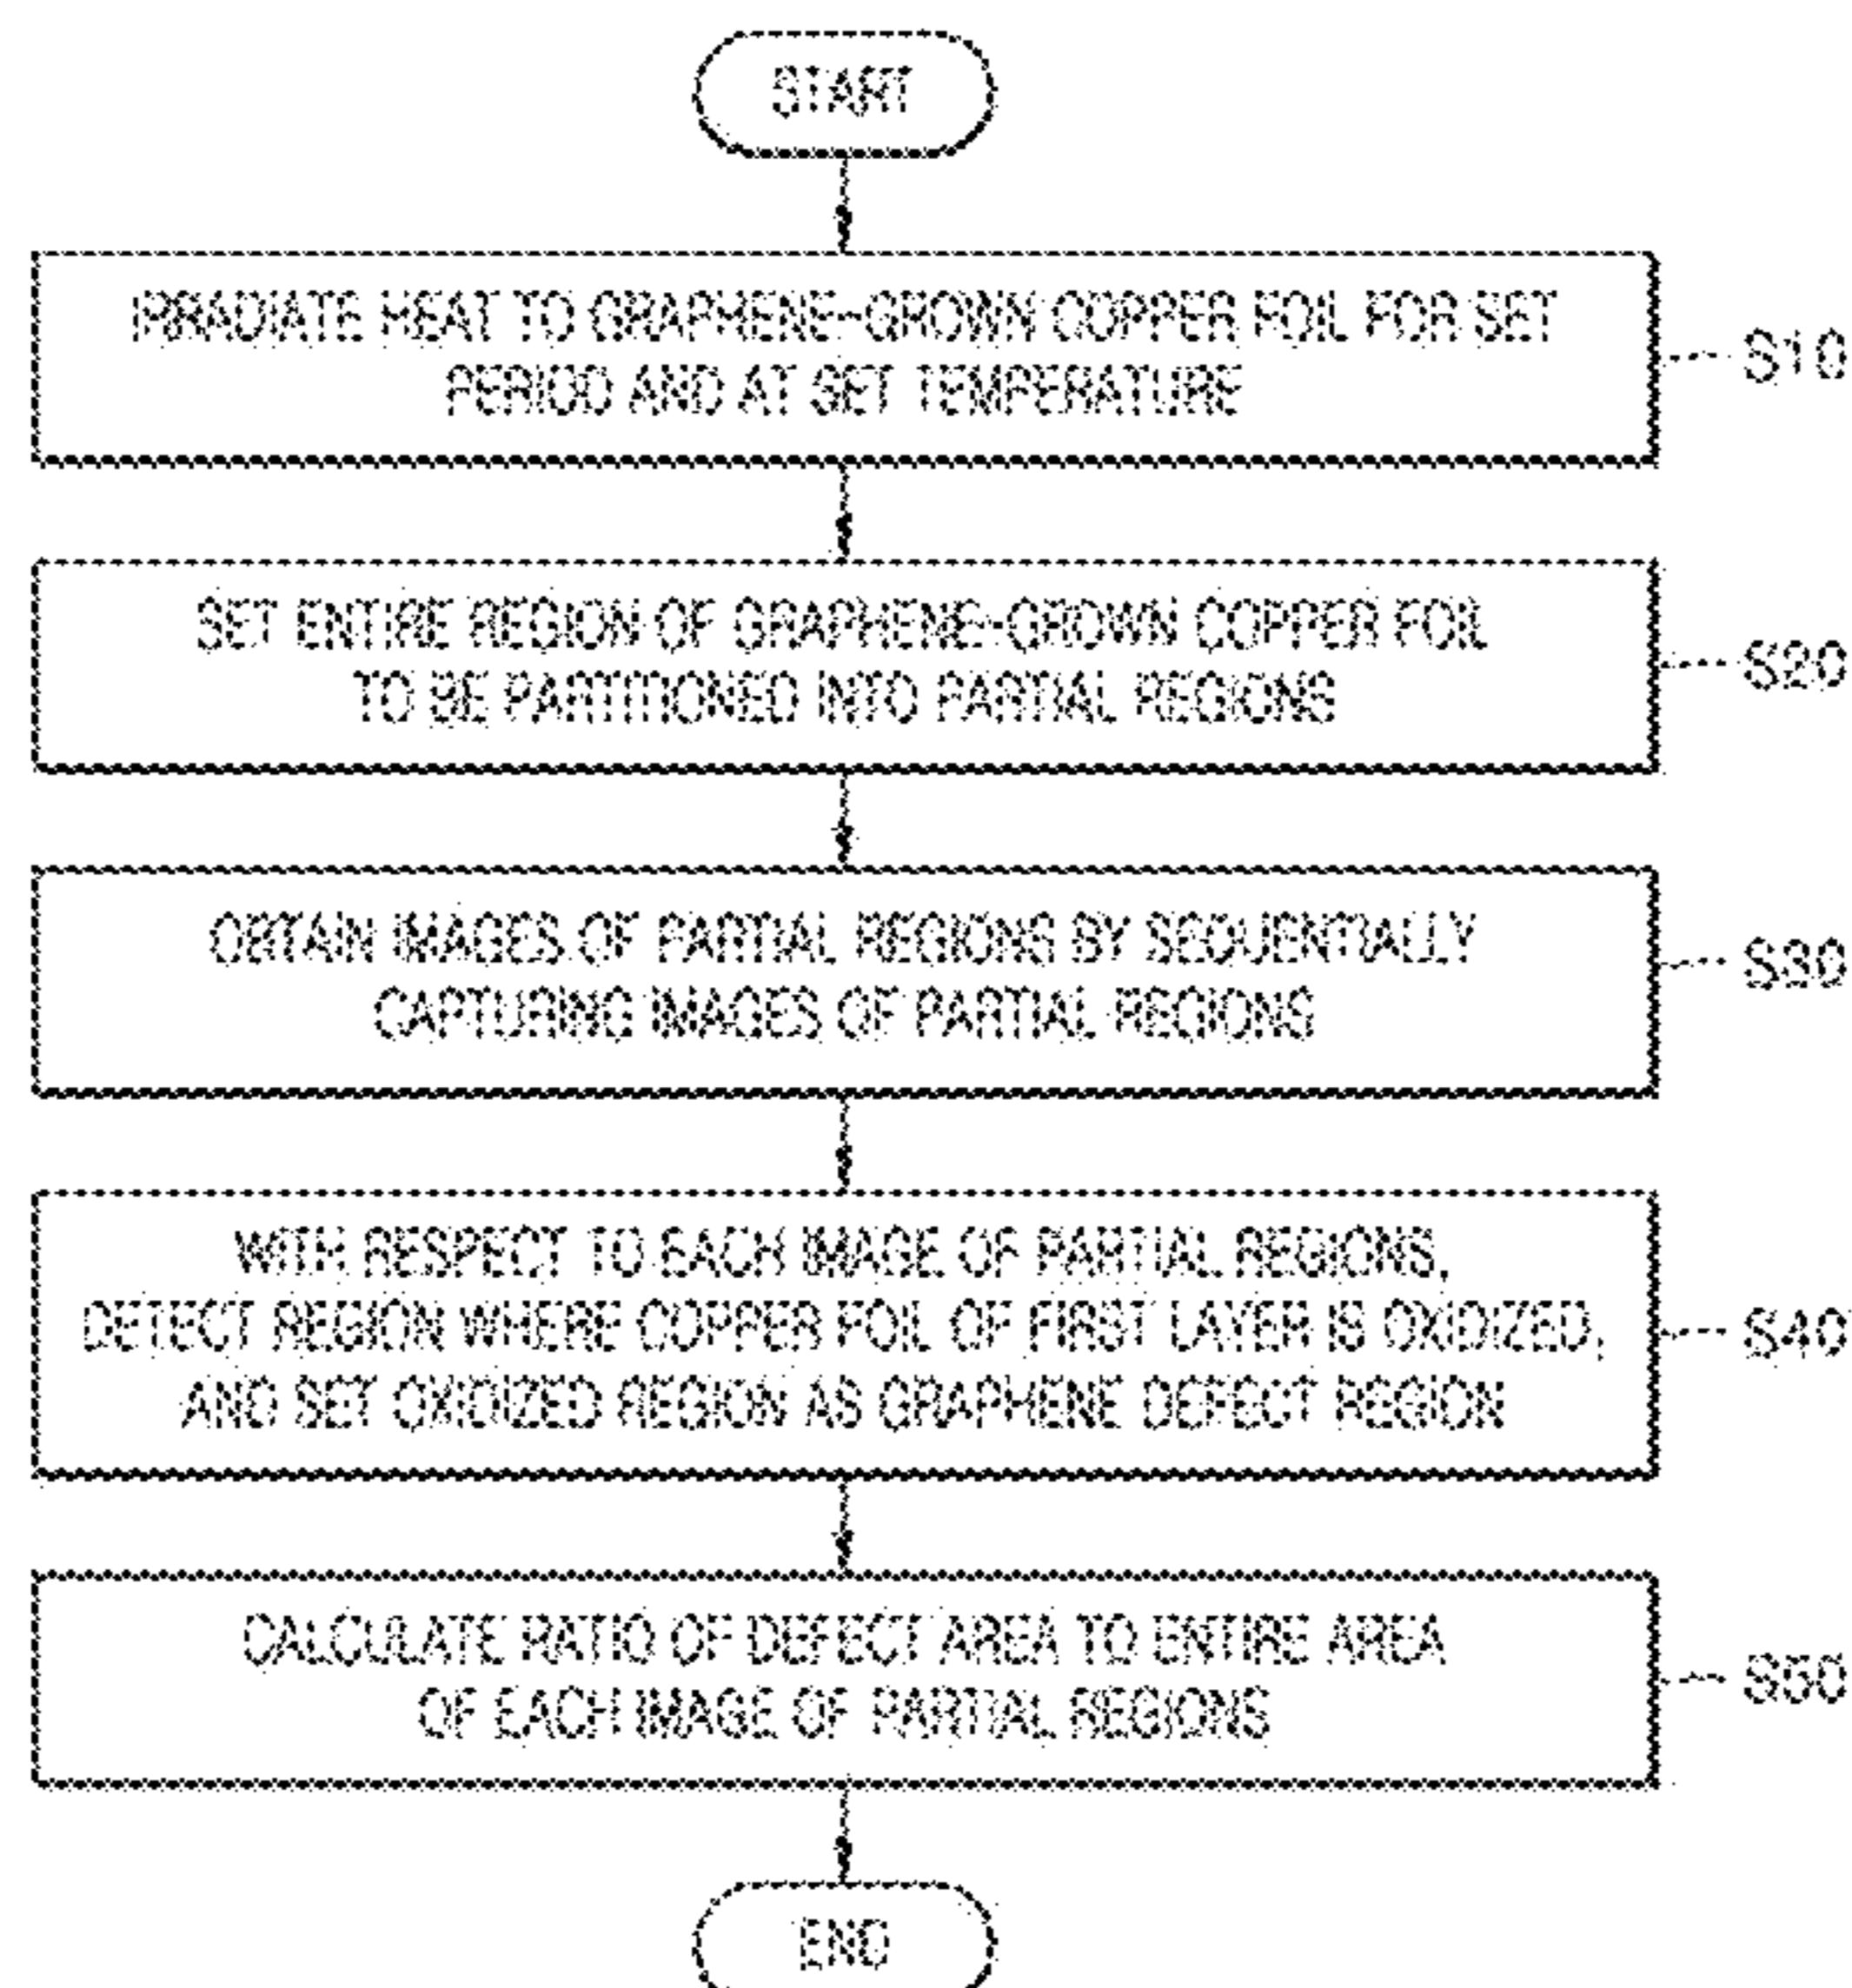 START
IRRADIATE HEAT TO GRAPHENE-GROWN COPPER FOIL FOR SET
PERIOD AND AT SET TEMPERATURE
S10
SET ENTIRE REGION OF GRAPHENE-GROWN COPPER FOIL
TO BE PARTITIONED INTO PARTIAL REGIONS
S20
OBTAIN IMAGES OF PARTIAL REGIONS BY SEQUENTIALLY
CAPTURING IMAGES OF PARTIAL REGIONS
S30
WITH RESPECT TO EACH IMAGE OF PARTIAL REGIONS,
DETECT REGION WHERE COPPER FOIL OF FIRST LAYER IS OXIDIZED,
AND SET OXIDIZED REGION AS GRAPHENE DEFECT REGION
S40
CALCULATE RATIO OF DEFECT AREA TO ENTIRE AREA
OF EACH IMAGE OF PARTIAL REGIONS
S50
END